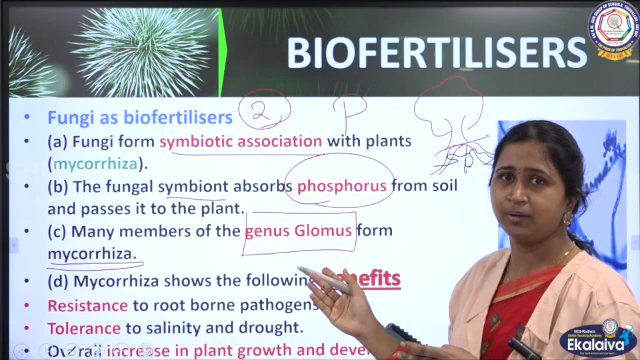 BIOFERTILISERS
Fungi as biofertilisers
2
P
(a) Fungi form symbiotic association with plants
(mycorrhiza).
(b) The fungal symbiont absorbs phosphorus from soil
and passes it to the plant.
(c) Many members of the genus Glomus form
mycorrhiza.
(d) Mycorrhiza shows the following
Resistance to root borne pathogens
Tolerance to salinity and drought.
Overall increase in plant growth and
Ekalaiva